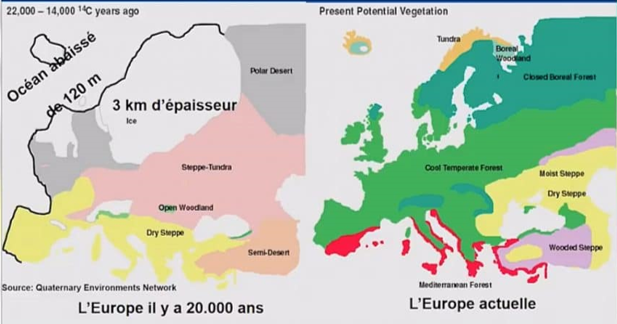 22,000 – 14,000 ¹⁴C years ago
Océan abaissé
de 120 m
3 km d'épaisseur
Ice
Polar Desert
Steppe-Tundra
Open Woodland
Dry Steppe
Semi-Desert
Source: Quaternary Environments Network
L'Europe il y a 20.000 ans
Present Potential Vegetation
Tundra
Boreal
Woodland
Closed Boreal Forest
Cool Temperate Forest
Moist Steppe
Dry Steppe
Wooded Steppe
Mediterranean Forest
L'Europe actuelle